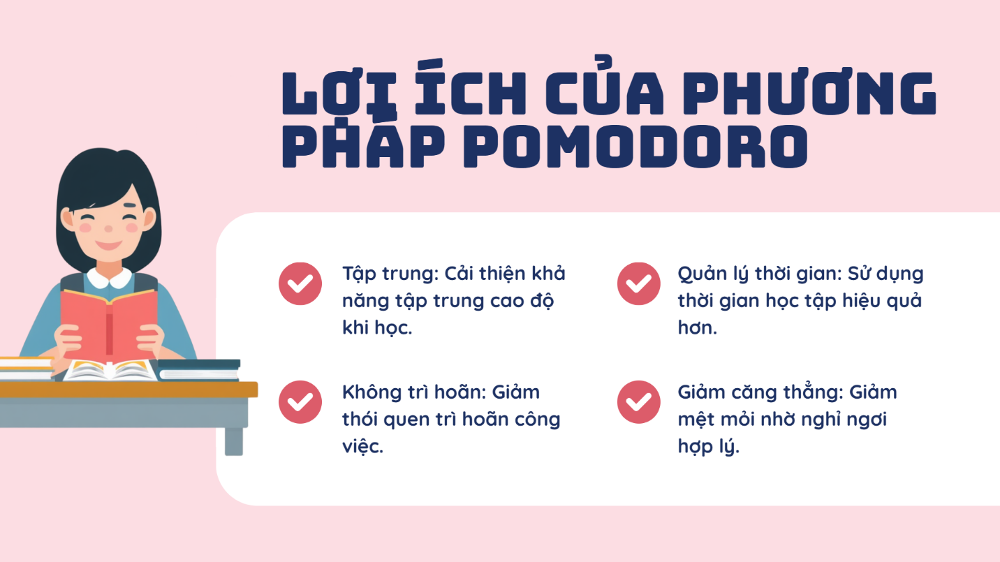 LỢI ÍCH CỦA PHƯƠNG
PHÁP POMODORO
Tập trung: Cải thiện khả
năng tập trung cao độ
khi học.
Quản lý thời gian: Sử dụng
thời gian học tập hiệu quả
hơn.
Không trì hoãn: Giảm
thói quen trì hoãn công
việc.
Giảm căng thẳng: Giảm
mệt mỏi nhờ nghỉ ngơi
hợp lý.